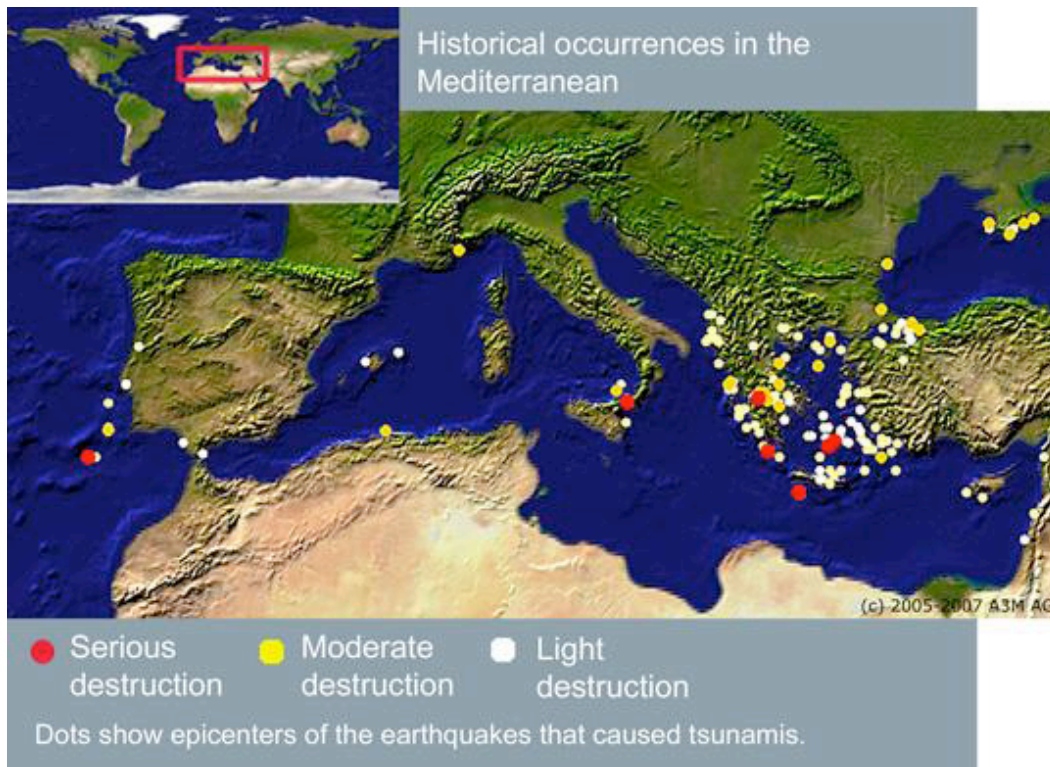 Historical occurrences in the
Mediterranean
(c) 2005-2007 A3M AG
Serious
destruction
Moderate
destruction
Light
destruction
Dots show epicenters of the earthquakes that caused tsunamis.